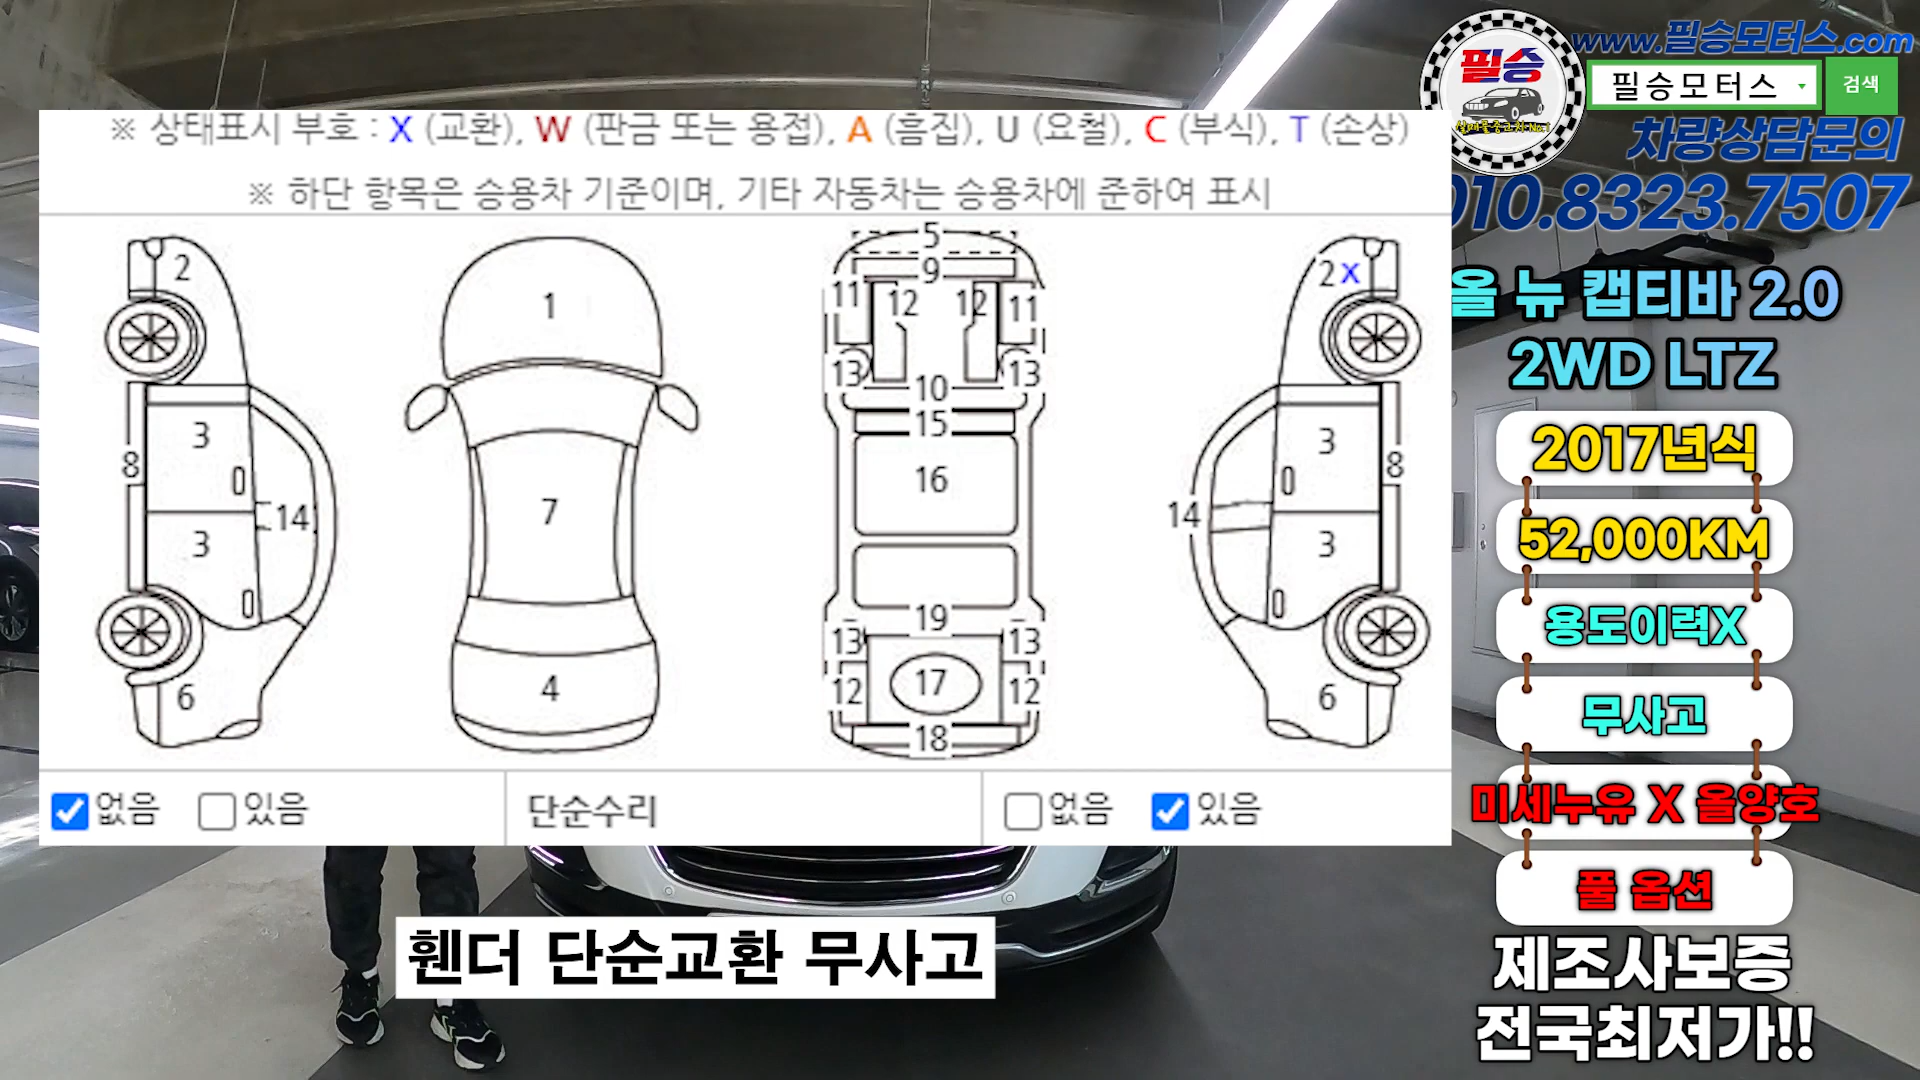 www.필승모터스.com
필승
실매물중고차 No.1
필승모터스
검색
차량상담문의
010.8323.7507
※ 상태표시 부호 : X (교환), W (판금 또는 용접), A (흠집), U (요철), C (부식), T (손상)
※ 하단 항목은 승용차 기준이며, 기타 자동차는 승용차에 준하여 표시
2
3
8
3
14
6
1
7
4
5
9
11 12 12 11
13 10 13
15
16
19
13 13
12 17 12
18
2 X
3
8
14
3
6
없음 있음 단순수리 없음 있음
휀더 단순교환 무사고
올 뉴 캡티바 2.0
2WD LTZ
2017년식
52,000KM
용도이력X
무사고
미세누유 X 올양호
풀 옵션
제조사보증
전국최저가!!